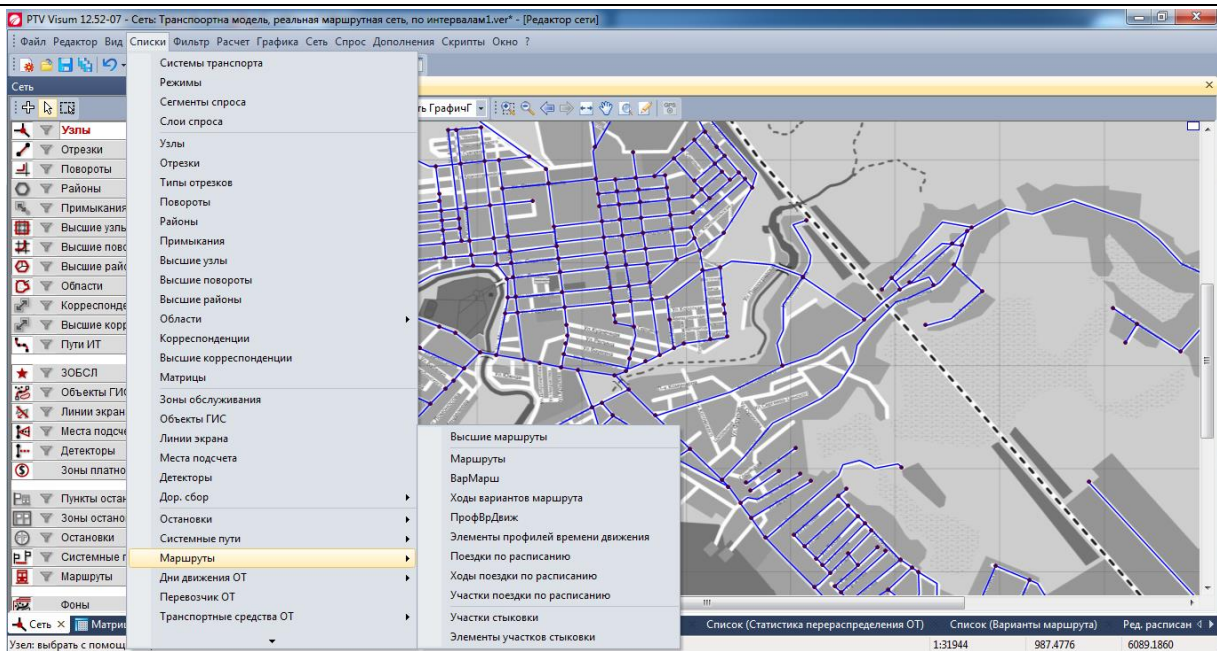 PTV Visum 12.52-07 - Сеть: Транспоортна модель, реальная маршрутная сеть, по интервалам1.ver* - [Редактор сети]
Файл Редактор Вид Списки Фильтр Расчет Графика Сеть Спрос Дополнения Скрипты Окно ?
Сеть
Узлы
Отрезки
Повороты
Районы
Примыкания
Высшие узлы
Высшие пово
Высшие райо
Области
Корреспонде
Высшие корр
Пути ИТ
ЗОБСЛ
Объекты ГИС
Линии экран
Места подсче
Детекторы
Зоны платно
Пункты остан
Зоны остано
Остановки
Системные п
Маршруты
Фоны
Системы транспорта
Режимы
Сегменты спроса
Слои спроса
Узлы
Отрезки
Типы отрезков
Повороты
Районы
Примыкания
Высшие узлы
Высшие повороты
Высшие районы
Области
Корреспонденции
Высшие корреспонденции
Матрицы
Зоны обслуживания
Объекты ГИС
Линии экрана
Места подсчета
Детекторы
Дор. сбор
Остановки
Системные пути
Маршруты
Дни движения ОТ
Перевозчик ОТ
Транспортные средства ОТ
ть ГрафичГ
Высшие маршруты
Маршруты
ВарМарш
Ходы вариантов маршрута
ПрофВрДвиж
Элементы профилей времени движения
Поездки по расписанию
Ходы поездки по расписанию
Участки поездки по расписанию
Участки стыковки
Элементы участков стыковки
Сеть Матри Список (Статистика перераспределения ОТ) Список (Варианты маршрута) Ред. расписан
Узел: выбрать с помощ 1:31944 987.4776 6089.1860